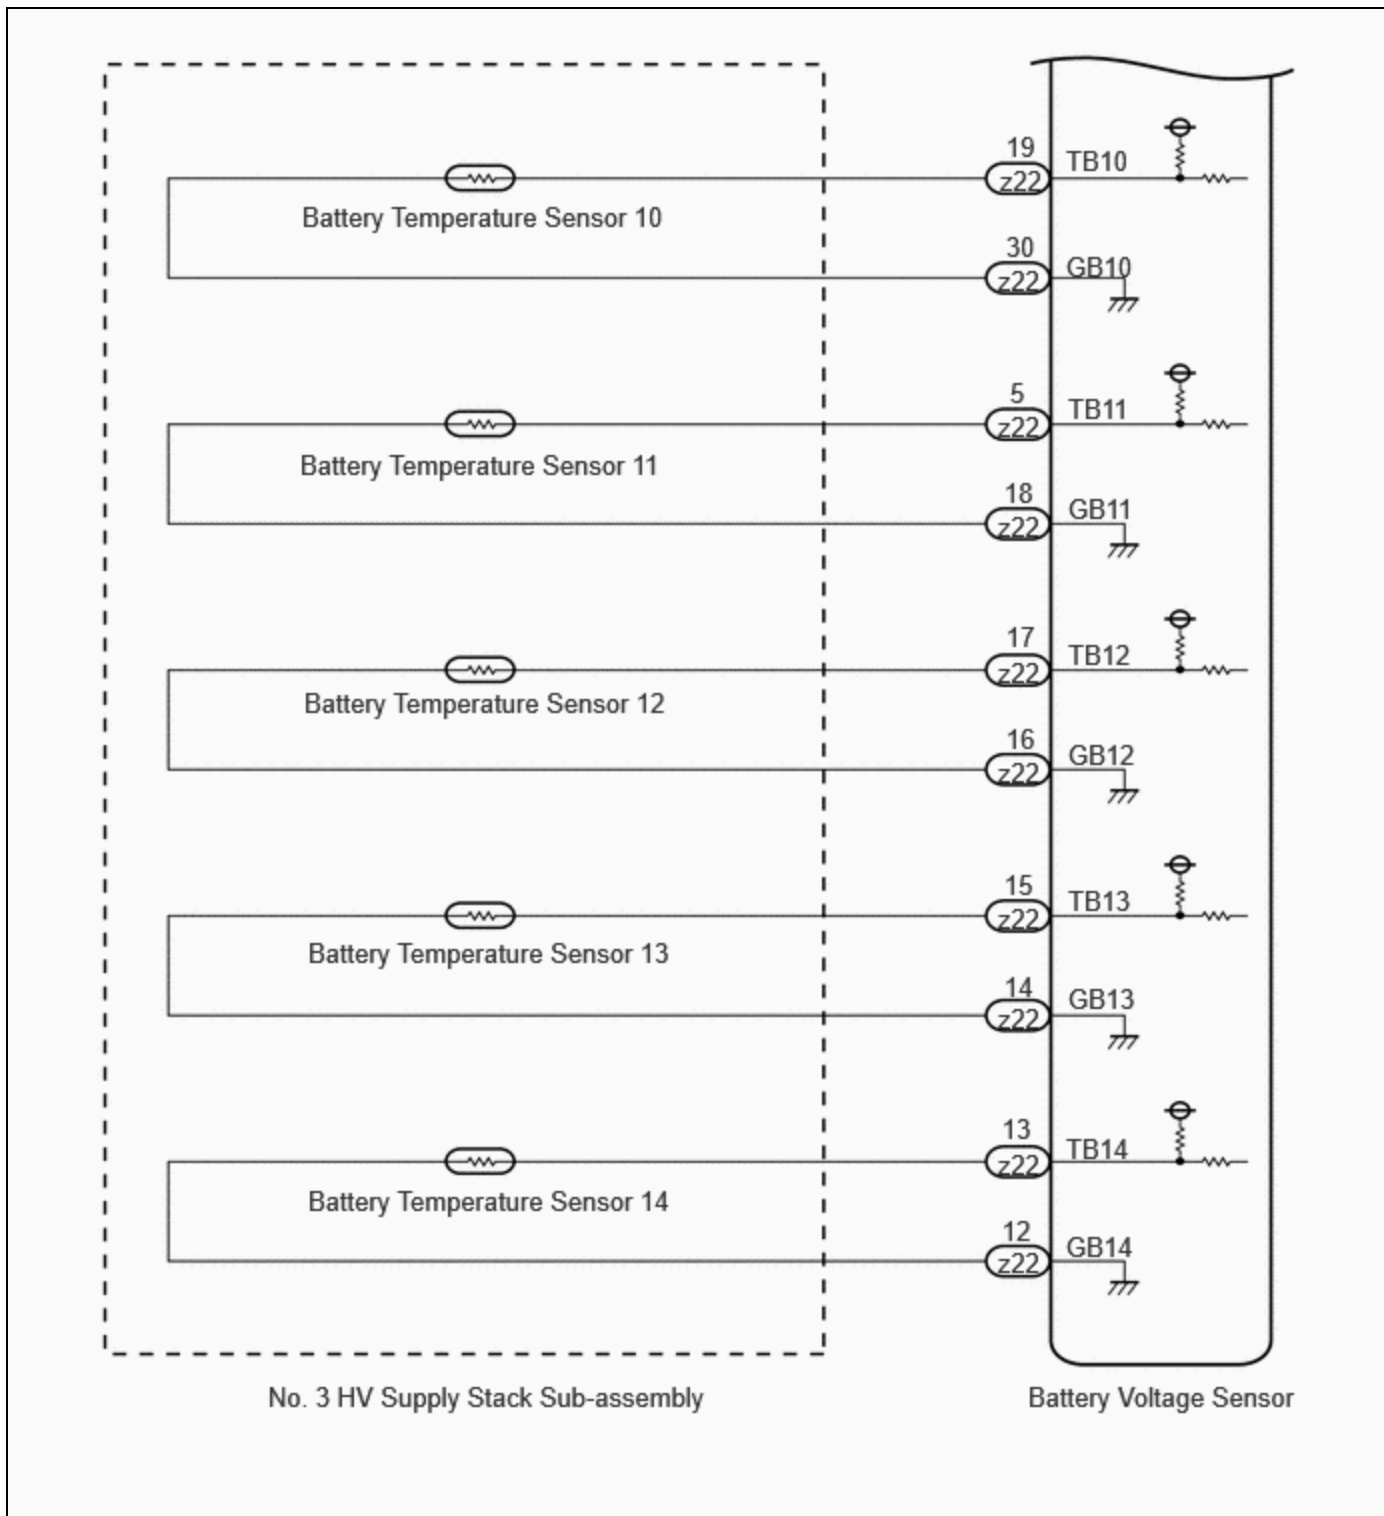 19
TB10
z22
Battery Temperature Sensor 10
30
GB10
z22
5
TB11
z22
Battery Temperature Sensor 11
18
GB11
z22
17
TB12
z22
Battery Temperature Sensor 12
16
GB12
z22
15
TB13
z22
Battery Temperature Sensor 13
14
GB13
z22
13
TB14
z22
Battery Temperature Sensor 14
12
GB14
z22
No. 3 HV Supply Stack Sub-assembly
Battery Voltage Sensor